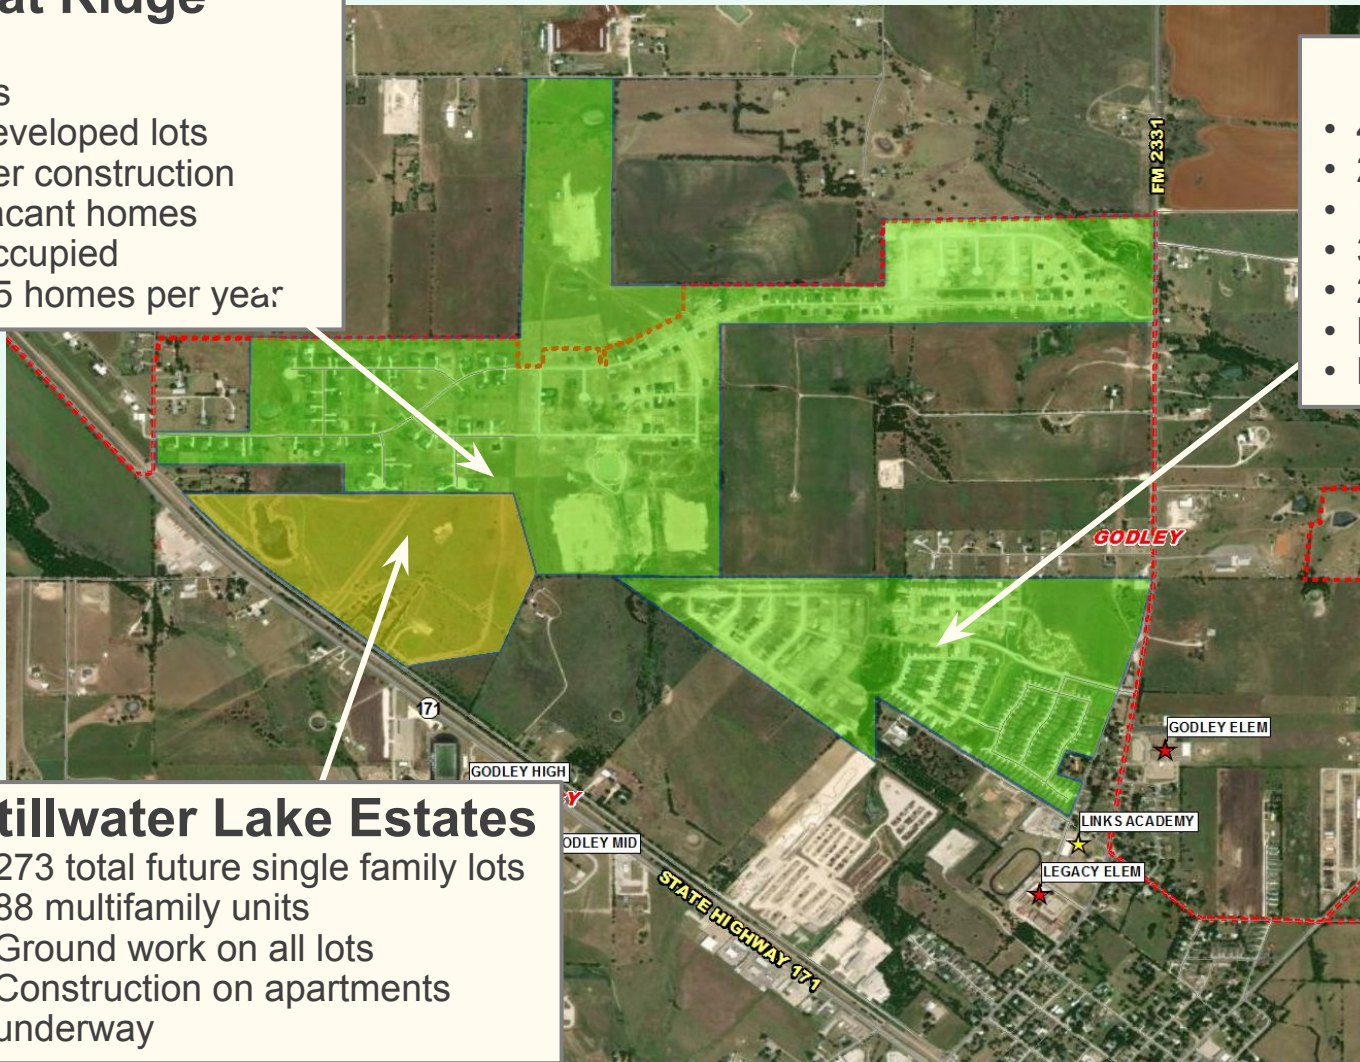 at Ridge
s
eveloped lots
er construction
acant homes
ccupied
5 homes per year
FM 2331
GODLEY
171
GODLEY ELEM
GODLEY HIGH
Y
LINKS ACADEMY
ODLEY MID
LEGACY ELEM
STATE HIGHWAY 171
tillwater Lake Estates
273 total future single family lots
88 multifamily units
Ground work on all lots
Construction on apartments
underway